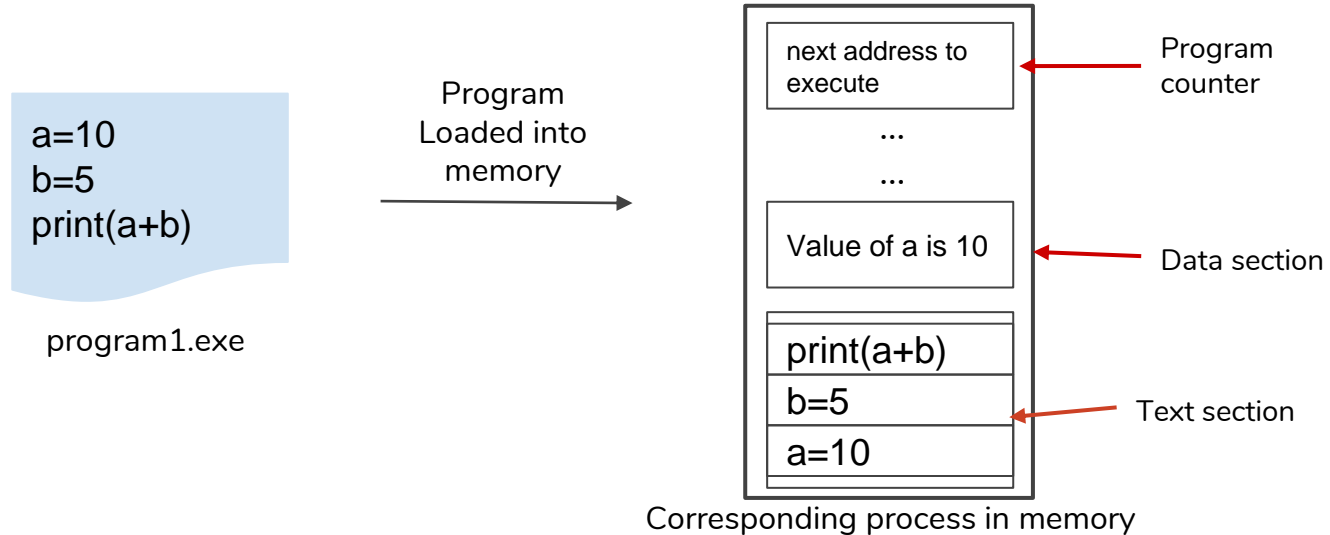 a=10
b=5
print(a+b)
program1.exe
Program
Loaded into
memory
next address to
execute
...
...
Value of a is 10
print(a+b)
b=5
a=10
Program
counter
Data section
Text section
Corresponding process in memory